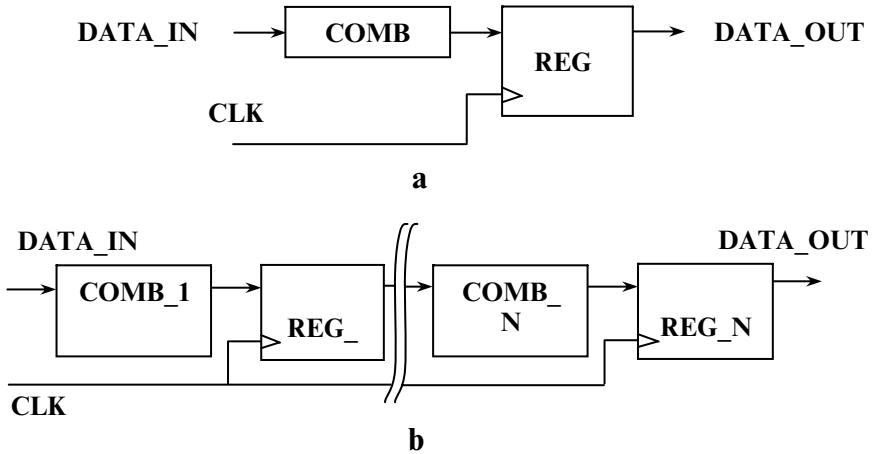 DATA_IN
COMB
DATA_OUT
REG
CLK
a
DATA_IN
DATA_OUT
COMB_1
COMB_
N
REG_
REG_N
CLK
b